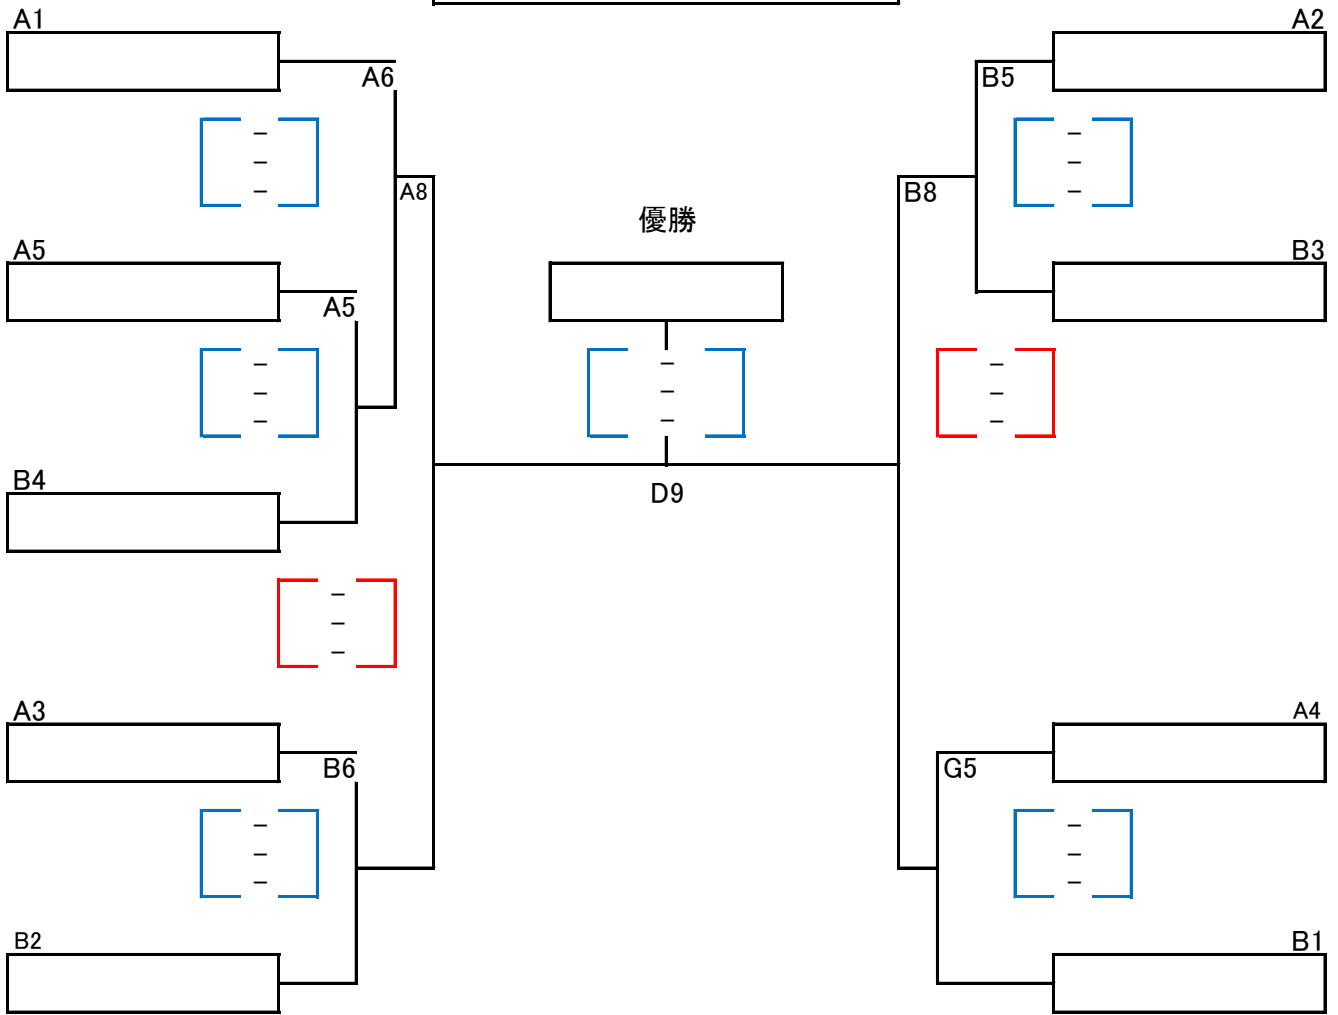 A1
A2
A6
B5
–
–
–
–
–
–
A8
B8
優勝
A5
B3
A5
–
–
–
–
–
–
–
–
–
B4
D9
–
–
–
A3
A4
B6
G5
–
–
–
–
–
–
B2
B1